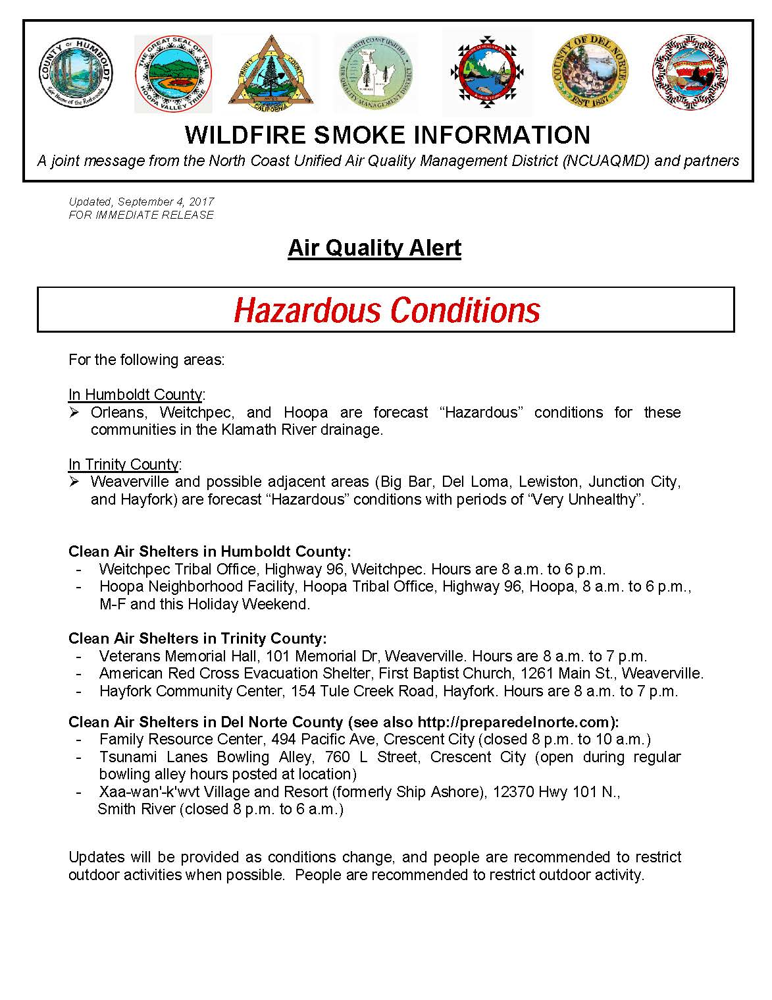 COUNTY OF HUMBOLDT
THE GREAT SEAL OF THE
HOOPA VALLEY TRIBE
TRINITY COUNTY
CALIFORNIA
NORTH COAST UNIFIED
AIR QUALITY MANAGEMENT DISTRICT
COUNTY OF DEL NORTE
EST 1857
WILDFIRE SMOKE INFORMATION
A joint message from the North Coast Unified Air Quality Management District (NCUAQMD) and partners
Updated, September 4, 2017
FOR IMMEDIATE RELEASE
Air Quality Alert
Hazardous Conditions
For the following areas:
In Humboldt County:
➢ Orleans, Weitchpec, and Hoopa are forecast “Hazardous” conditions for these
communities in the Klamath River drainage.
In Trinity County:
➢ Weaverville and possible adjacent areas (Big Bar, Del Loma, Lewiston, Junction City,
and Hayfork) are forecast “Hazardous” conditions with periods of “Very Unhealthy”.
Clean Air Shelters in Humboldt County:
- Weitchpec Tribal Office, Highway 96, Weitchpec. Hours are 8 a.m. to 6 p.m.
- Hoopa Neighborhood Facility, Hoopa Tribal Office, Highway 96, Hoopa, 8 a.m. to 6 p.m.,
M-F and this Holiday Weekend.
Clean Air Shelters in Trinity County:
- Veterans Memorial Hall, 101 Memorial Dr, Weaverville. Hours are 8 a.m. to 7 p.m.
- American Red Cross Evacuation Shelter, First Baptist Church, 1261 Main St., Weaverville.
- Hayfork Community Center, 154 Tule Creek Road, Hayfork. Hours are 8 a.m. to 7 p.m.
Clean Air Shelters in Del Norte County (see also http://preparedelnorte.com):
- Family Resource Center, 494 Pacific Ave, Crescent City (closed 8 p.m. to 10 a.m.)
- Tsunami Lanes Bowling Alley, 760 L Street, Crescent City (open during regular
bowling alley hours posted at location)
- Xaa-wan'-k'wvt Village and Resort (formerly Ship Ashore), 12370 Hwy 101 N.,
Smith River (closed 8 p.m. to 6 a.m.)
Updates will be provided as conditions change, and people are recommended to restrict
outdoor activities when possible.  People are recommended to restrict outdoor activity.